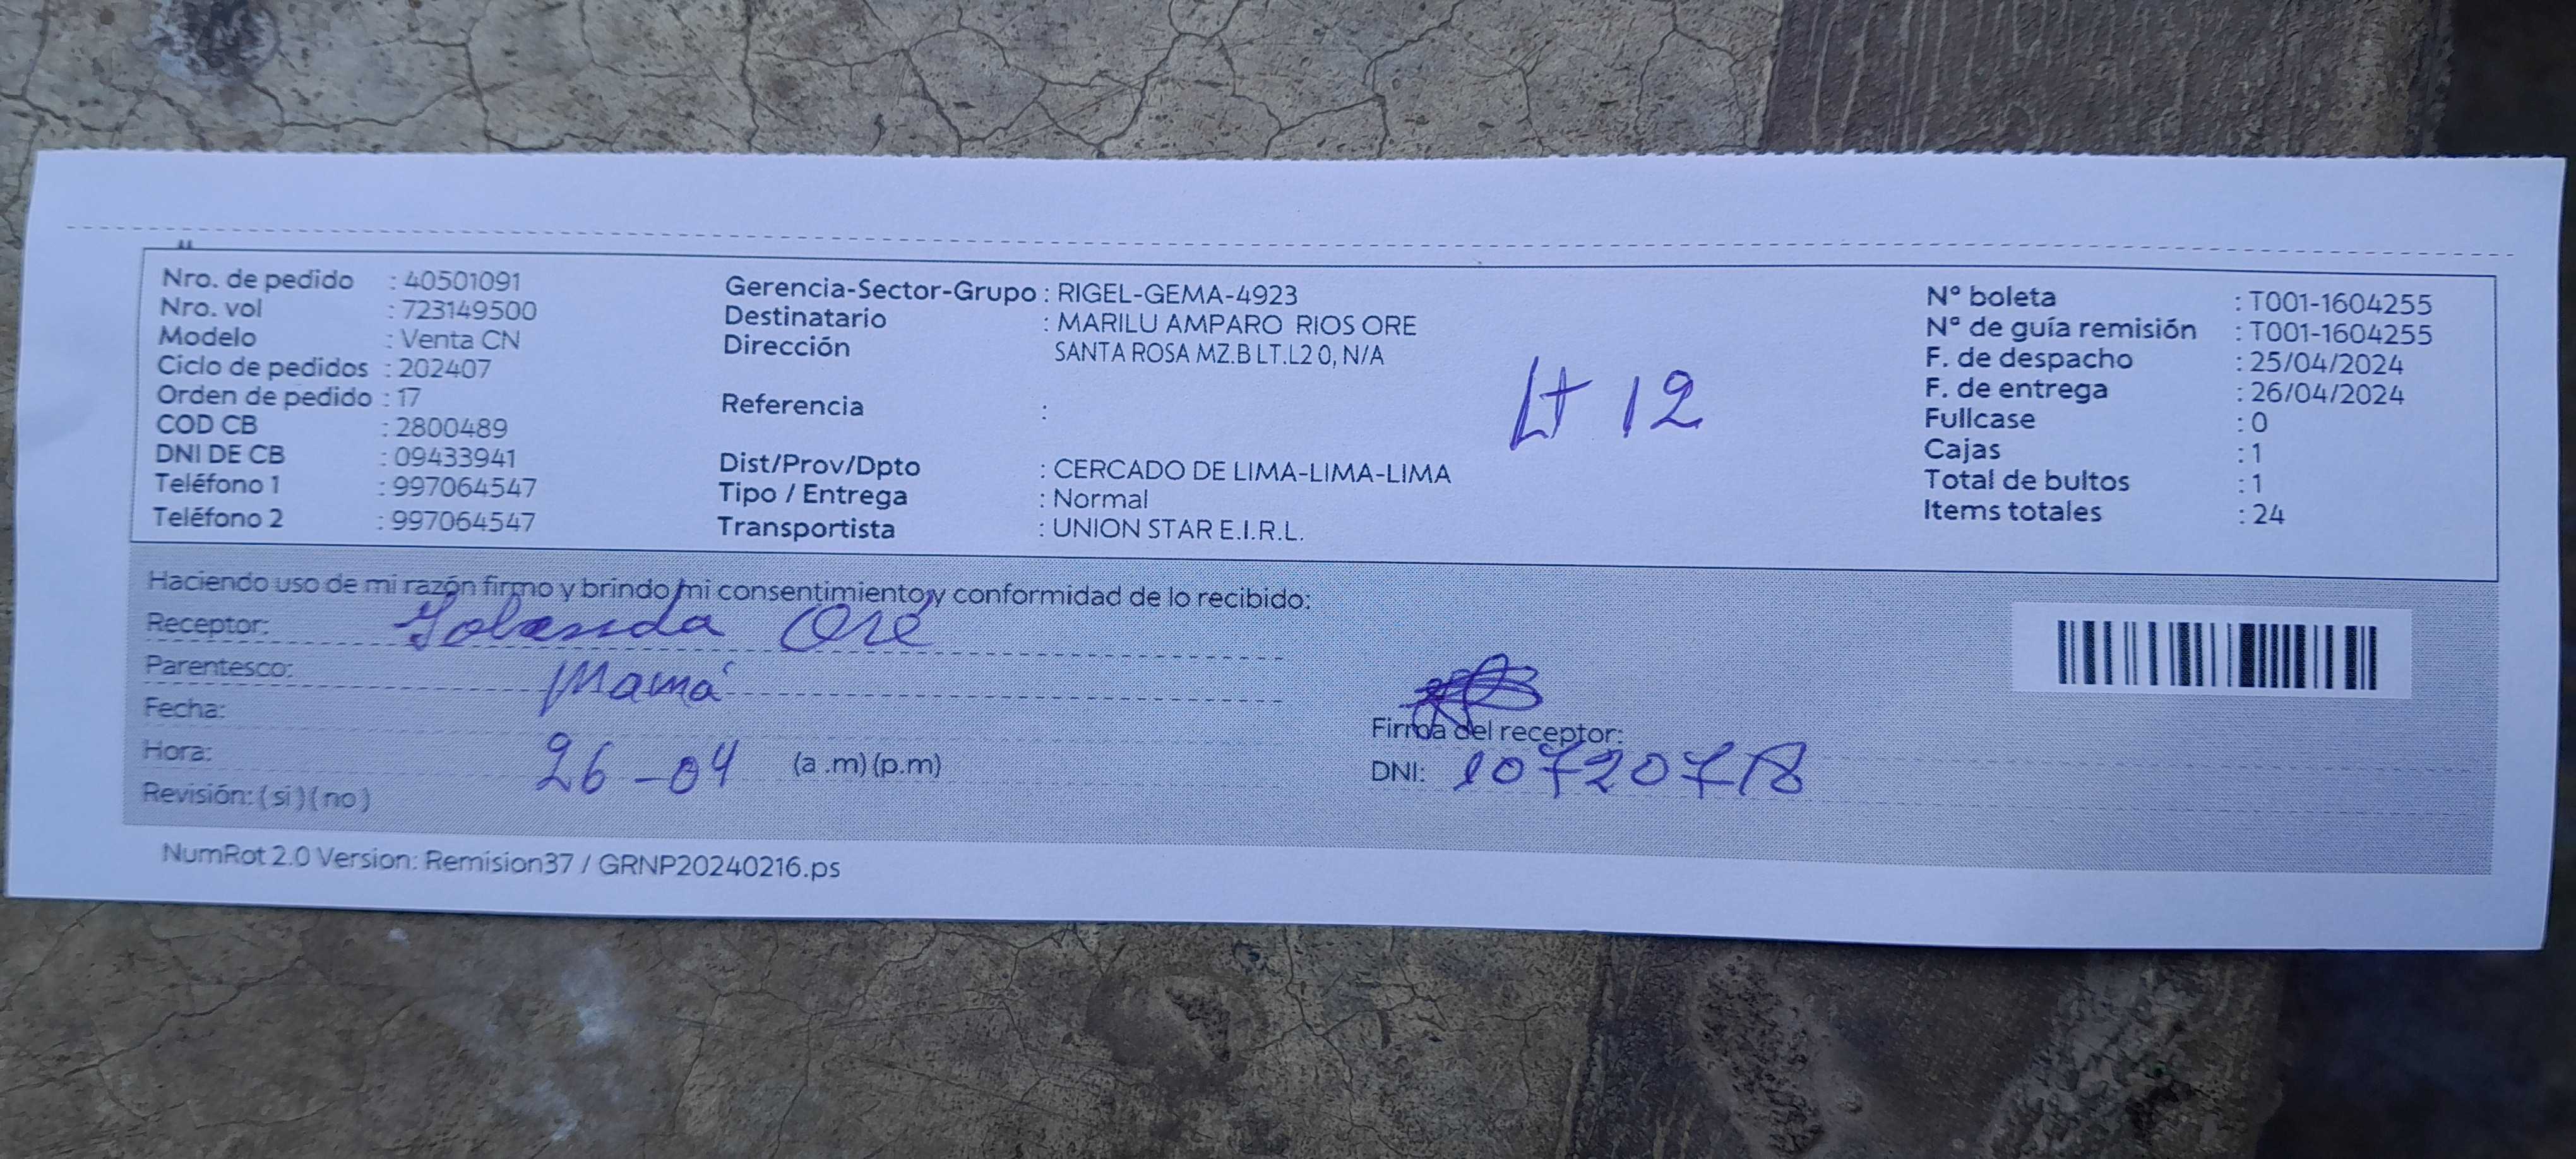 Nro. de pedido : 40501091
Nro. vol : 723149500
Modelo : Venta CN
Ciclo de pedidos : 202407
Orden de pedido : 17
COD CB : 2800489
DNI DE CB : 09433941
Teléfono 1 : 997064547
Teléfono 2 : 997064547
Gerencia-Sector-Grupo : RIGEL-GEMA-4923
Destinatario : MARILU AMPARO RIOS ORE
Dirección SANTA ROSA MZ.B LT.L2 0, N/A
Referencia :
Lt 12
Dist/Prov/Dpto : CERCADO DE LIMA-LIMA-LIMA
Tipo / Entrega : Normal
Transportista : UNION STAR E.I.R.L.
N° boleta : T001-1604255
N° de guía remisión : T001-1604255
F. de despacho : 25/04/2024
F. de entrega : 26/04/2024
Fullcase : 0
Cajas : 1
Total de bultos : 1
Items totales : 24
Haciendo uso de mi razón firmo y brindo mi consentimiento y conformidad de lo recibido:
Receptor: Yolanda Oré
Parentesco: Mamá
Fecha:
Hora: 26-04 (a .m) (p.m)
Revisión: ( si ) ( no )
Firma del receptor:
DNI: 10720718
NumRot 2.0 Version: Remision37 / GRNP20240216.ps